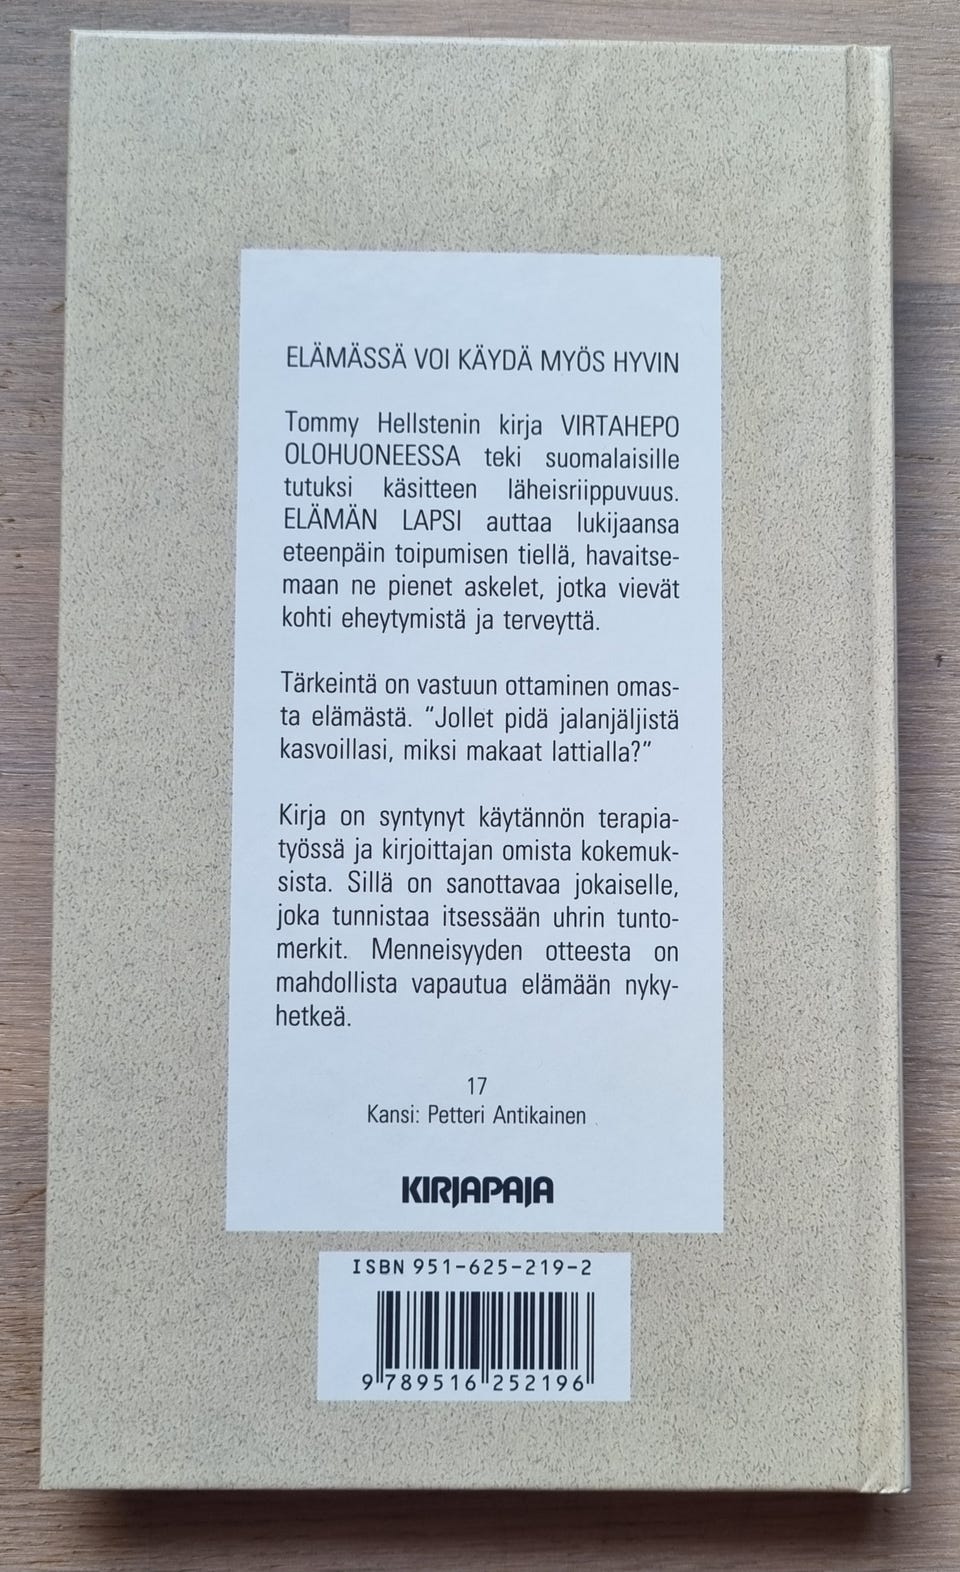 ELÄMÄSSÄ VOI KÄYDÄ MYÖS HYVIN
Tommy Hellstenin kirja VIRTAHEPO
OLOHUONEESSA teki suomalaisille
tutuksi käsitteen läheisriippuvuus.
ELÄMÄN LAPSI auttaa lukijaansa
eteenpäin toipumisen tiellä, havaitse-
maan ne pienet askelet, jotka vievät
kohti eheytymistä ja terveyttä.
Tärkeintä on vastuun ottaminen omas-
ta elämästä. “Jollet pidä jalanjäljistä
kasvoillasi, miksi makaat lattialla?”
Kirja on syntynyt käytännön terapia-
työssä ja kirjoittajan omista kokemuk-
sista. Sillä on sanottavaa jokaiselle,
joka tunnistaa itsessään uhrin tunto-
merkit. Menneisyyden otteesta on
mahdollista vapautua elämään nyky-
hetkeä.
17
Kansi: Petteri Antikainen
KIRJAPAJA
ISBN 951-625-219-2
9 789516 252196